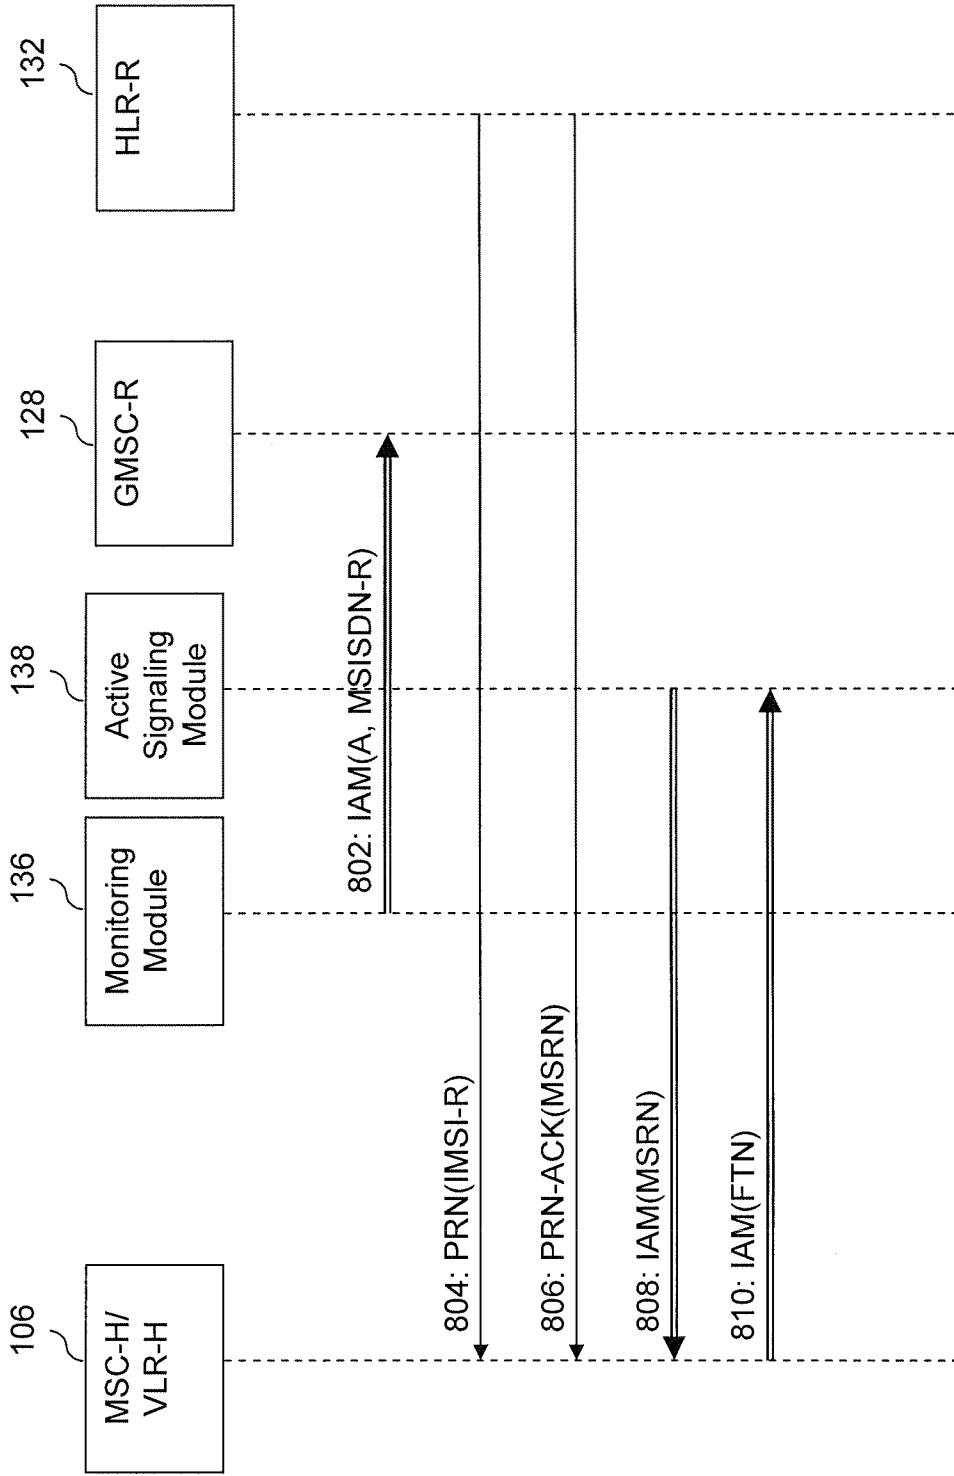 106
136
138
128
132
MSC-H/
VLR-H
Monitoring
Module
Active
Signaling
Module
GMSC-R
HLR-R
802: IAM(A, MSISDN-R)
804: PRN(IMSI-R)
806: PRN-ACK(MSRN)
808: IAM(MSRN)
810: IAM(FTN)